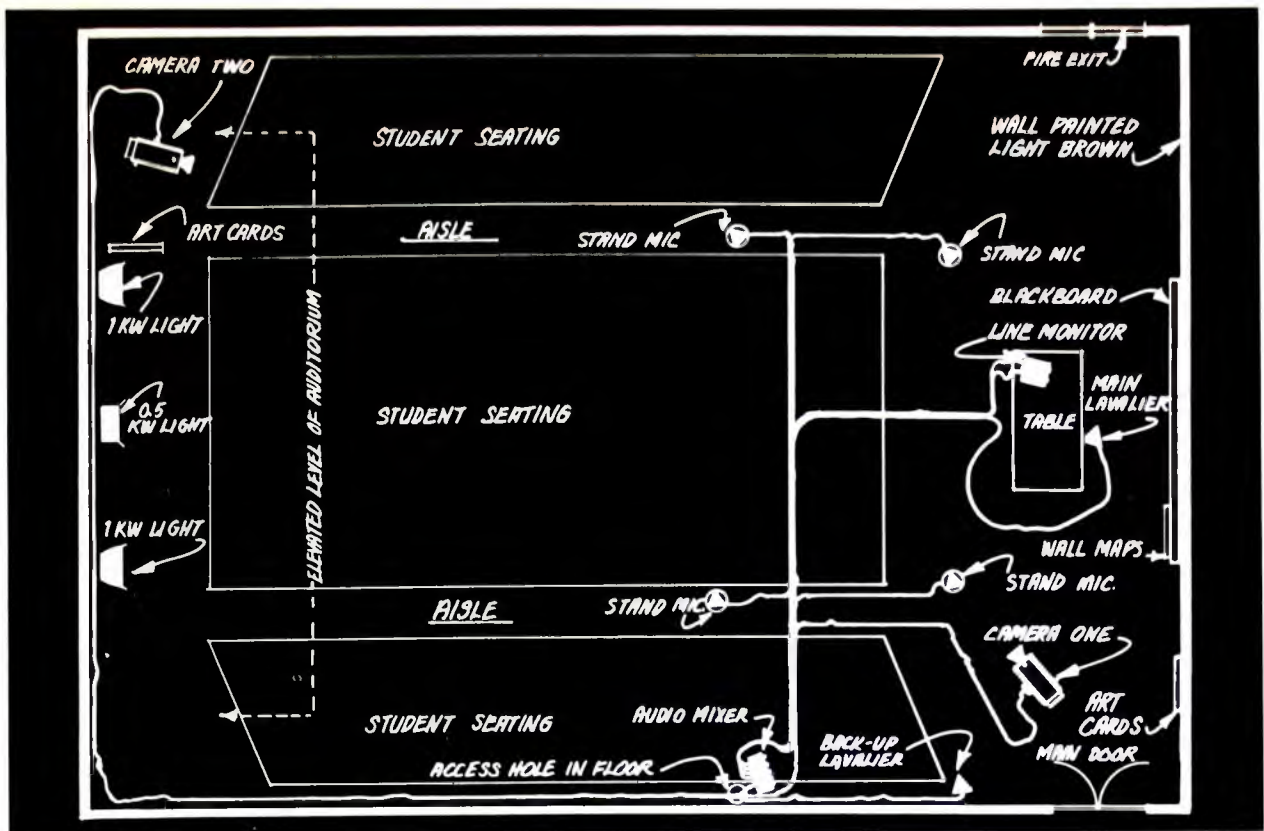 CAMERA TWO
FIRE EXIT
STUDENT SEATING
WALL PAINTED
LIGHT BROWN
ART CARDS
AISLE
STAND MIC
STAND MIC
1 KW LIGHT
BLACKBOARD
LINE MONITOR
MAIN
LAVALIER
0.5
KW LIGHT
STUDENT SEATING
TABLE
ELEVATED LEVEL OF AUDITORIUM
1 KW LIGHT
WALL MAPS
AISLE
STAND MIC
STAND MIC.
CAMERA ONE
STUDENT SEATING
AUDIO MIXER
ART
CARDS
BACK-UP
LAVALIER
MAIN DOOR
ACCESS HOLE IN FLOOR